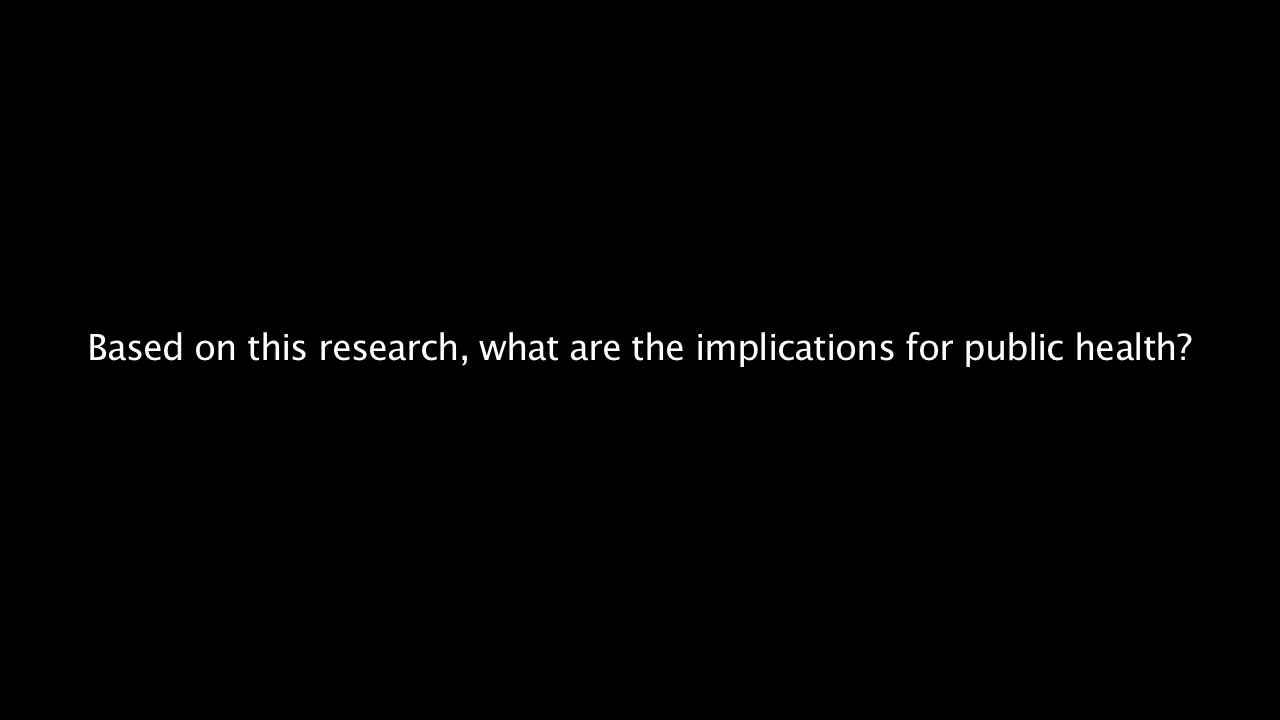 Based on this research, what are the implications for public health?